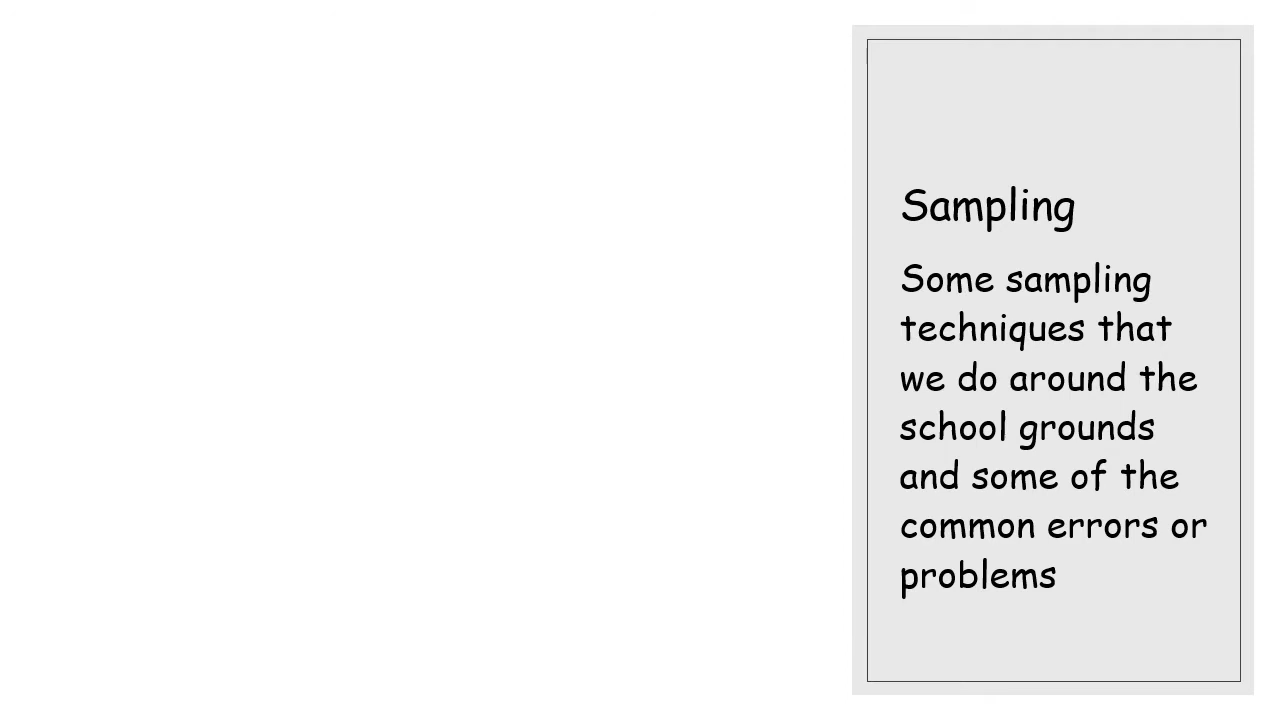 Sampling
Some sampling
techniques that
we do around the
school grounds
and some of the
common errors or
problems